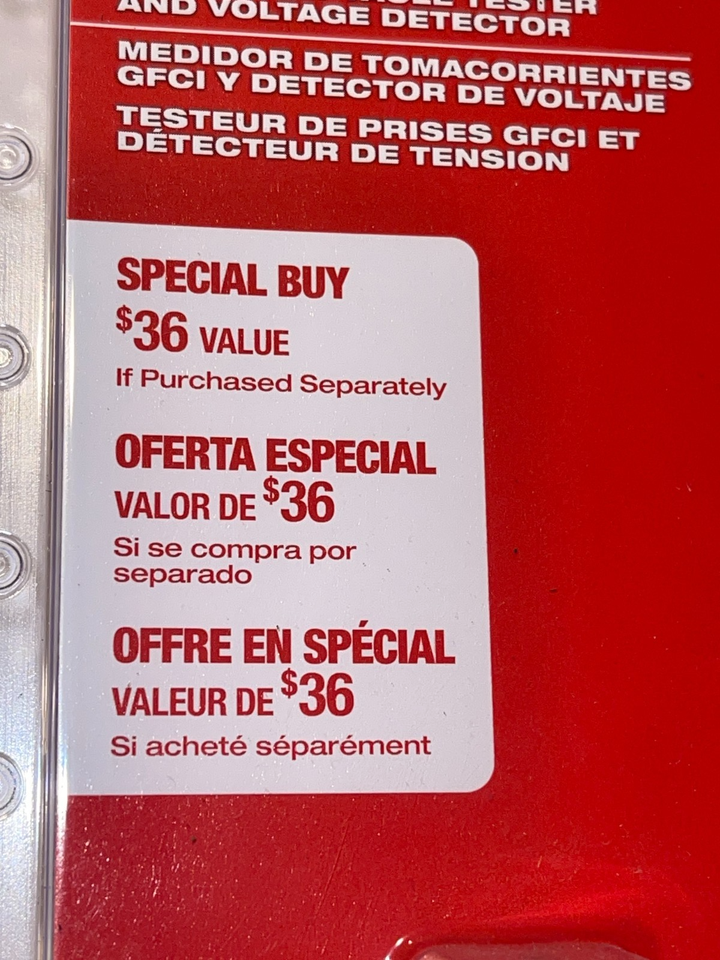 TESTER
AND VOLTAGE DETECTOR
MEDIDOR DE TOMACORRIENTES
GFCI Y DETECTOR DE VOLTAJE
TESTEUR DE PRISES GFCI ET
DÉTECTEUR DE TENSION
SPECIAL BUY
$36 VALUE
If Purchased Separately
OFERTA ESPECIAL
VALOR DE $36
Si se compra por
separado
OFFRE EN SPÉCIAL
VALEUR DE $36
Si acheté séparément